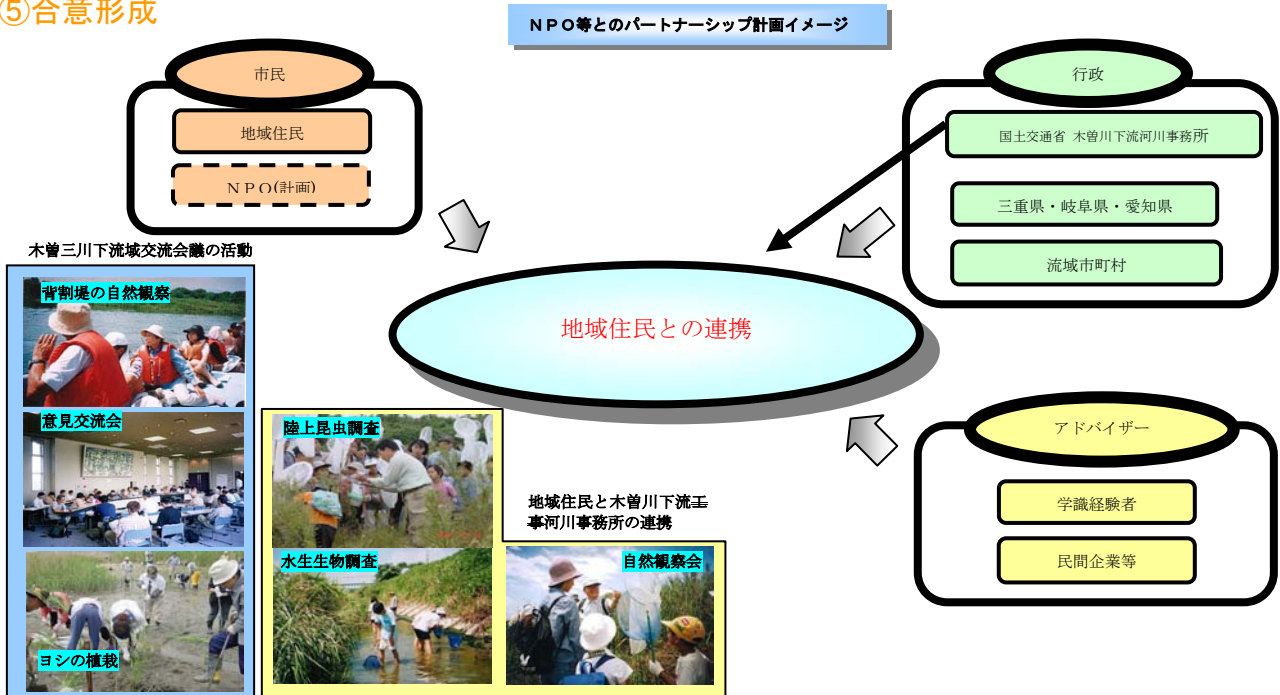 ⑤合意形成
NPO等とのパートナーシップ計画イメージ
市民
地域住民
NPO(計画)
行政
国土交通省 木曽川下流河川事務所
三重県・岐阜県・愛知県
流域市町村
地域住民との連携
木曽三川下流域交流会議の活動
背割堤の自然観察
意見交流会
ヨシの植栽
陸上昆虫調査
水生生物調査
地域住民と木曽川下流工
事河川事務所の連携
自然観察会
アドバイザー
学識経験者
民間企業等